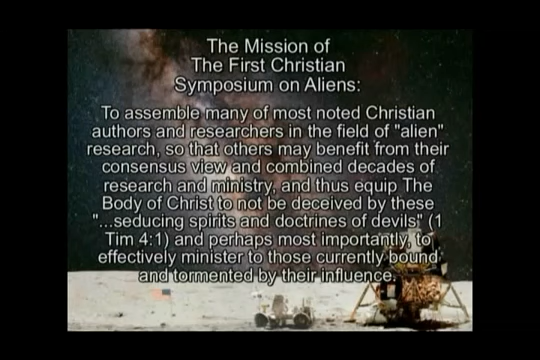 The Mission of
The First Christian
Symposium on Aliens:
To assemble many of most noted Christian
authors and researchers in the field of "alien"
research, so that others may benefit from their
consensus view and combined decades of
research and ministry, and thus equip The
Body of Christ to not be deceived by these
"...seducing spirits and doctrines of devils" (1
Tim 4:1) and perhaps most importantly, to
effectively minister to those currently bound
and tormented by their influence.